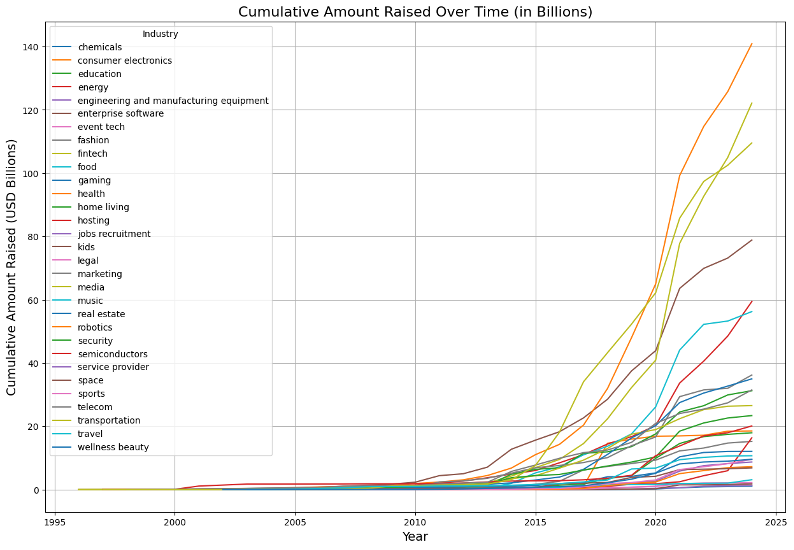 Cumulative Amount Raised Over Time (in Billions)
Cumulative Amount Raised (USD Billions)
140
120
100
80
60
40
20
0
Industry
chemicals
consumer electronics
education
energy
engineering and manufacturing equipment
enterprise software
event tech
fashion
fintech
food
gaming
health
home living
hosting
jobs recruitment
kids
legal
marketing
media
music
real estate
robotics
security
semiconductors
service provider
space
sports
telecom
transportation
travel
wellness beauty
1995 2000 2005 2010 2015 2020 2025
Year